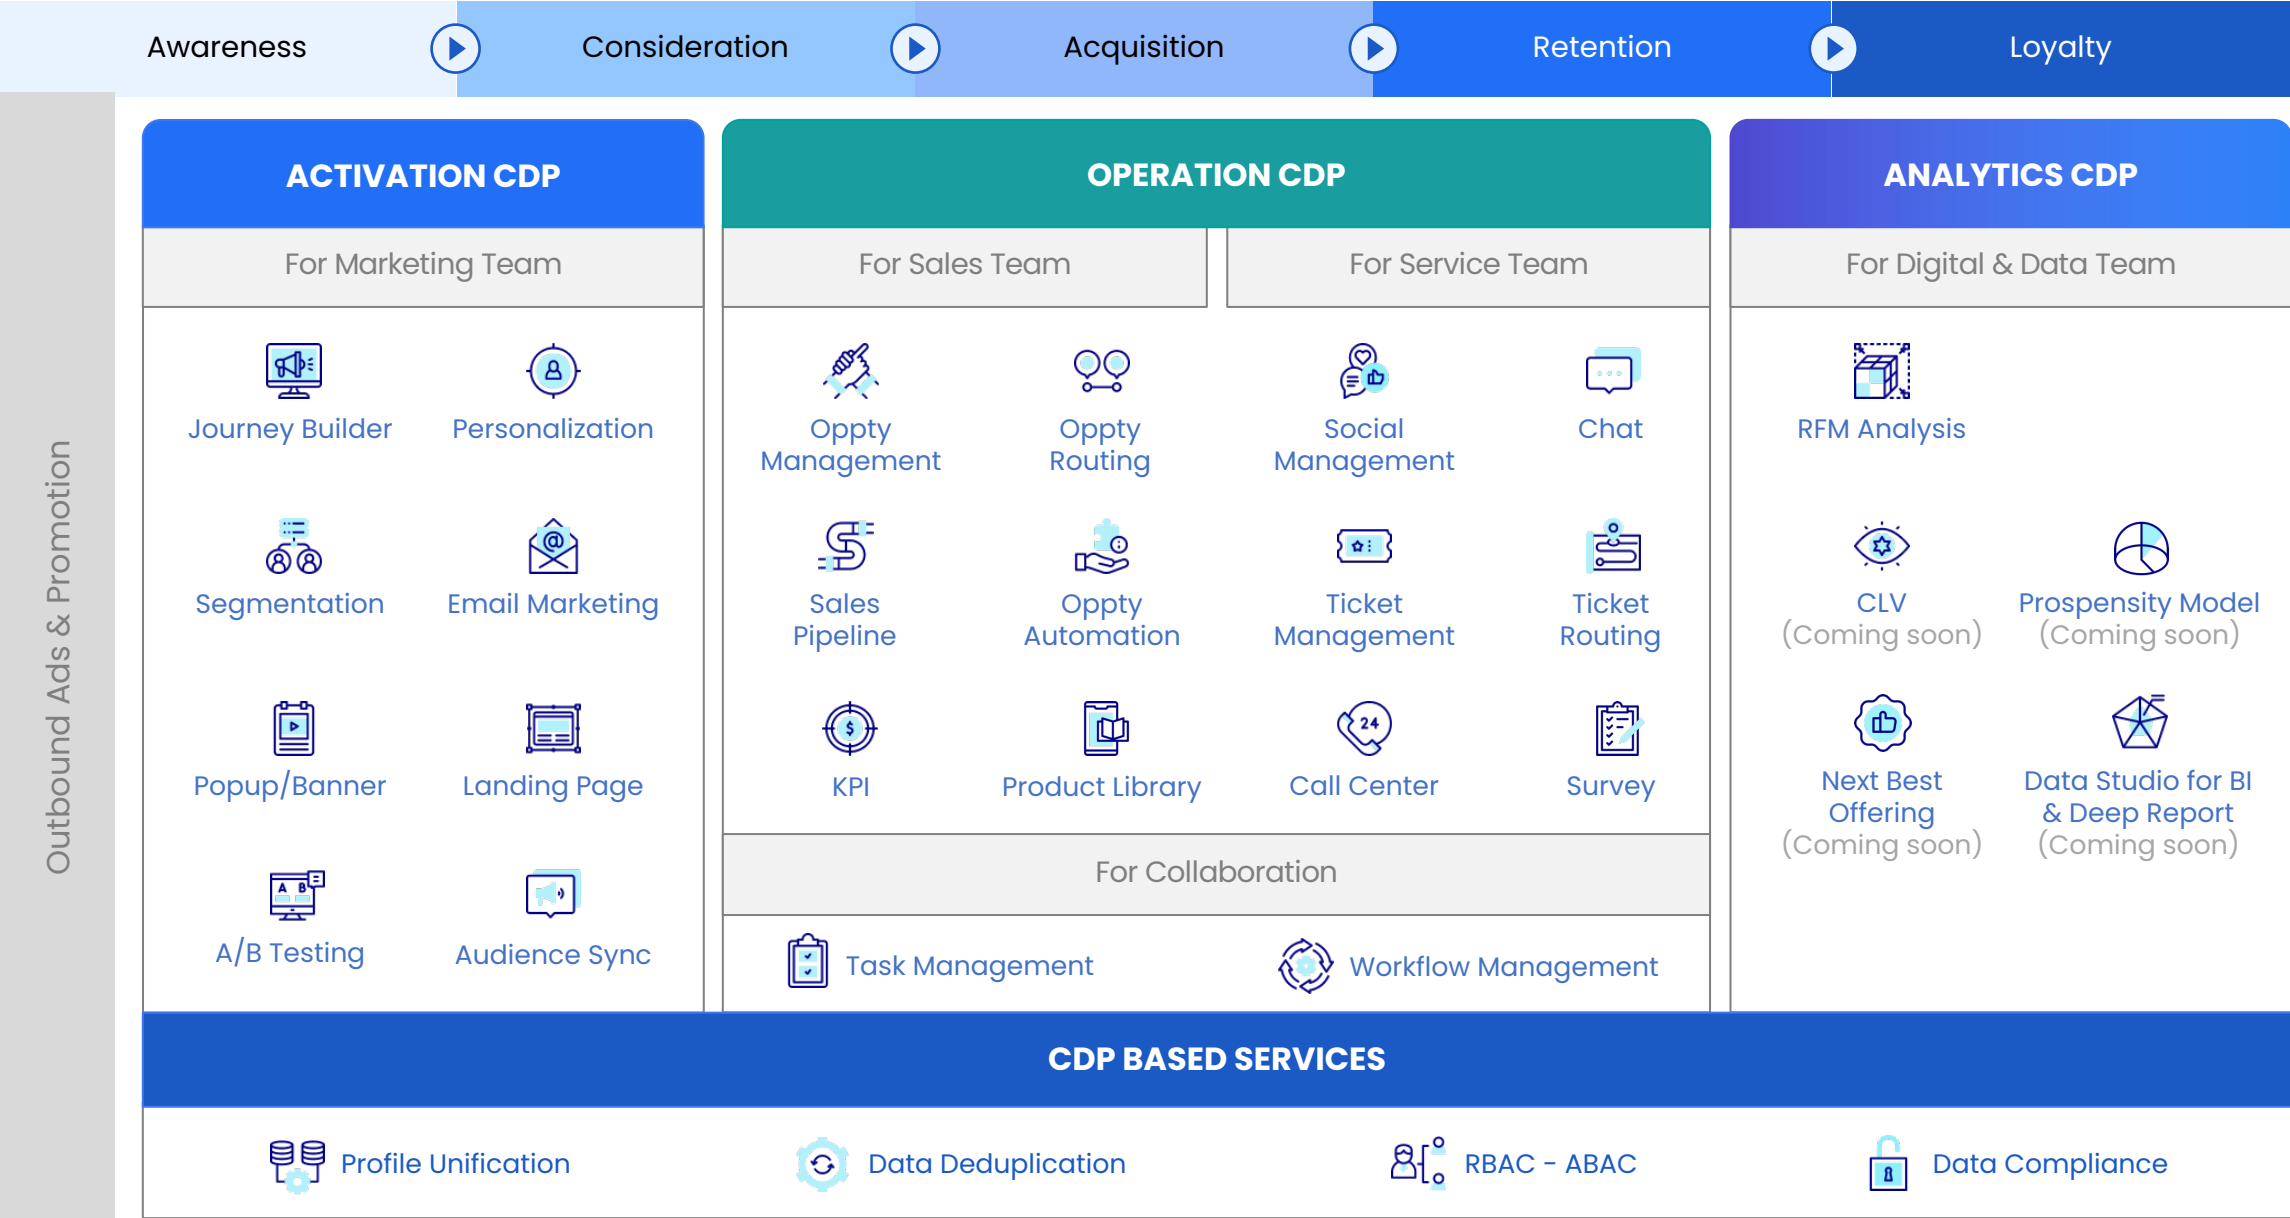 Awareness
Consideration
Acquisition
Retention
Loyalty
Outbound Ads & Promotion
ACTIVATION CDP
For Marketing Team
Journey Builder
Personalization
Segmentation
Email Marketing
Popup/Banner
Landing Page
A/B Testing
Audience Sync
OPERATION CDP
For Sales Team
For Service Team
Oppty
Management
Oppty
Routing
Social
Management
Chat
Sales
Pipeline
Oppty
Automation
Ticket
Management
Ticket
Routing
KPI
Product Library
24
Call Center
Survey
For Collaboration
Task Management
Workflow Management
ANALYTICS CDP
For Digital & Data Team
RFM Analysis
CLV
(Coming soon)
Prospensity Model
(Coming soon)
Next Best
Offering
(Coming soon)
Data Studio for BI
& Deep Report
(Coming soon)
CDP BASED SERVICES
Profile Unification
Data Deduplication
RBAC - ABAC
Data Compliance